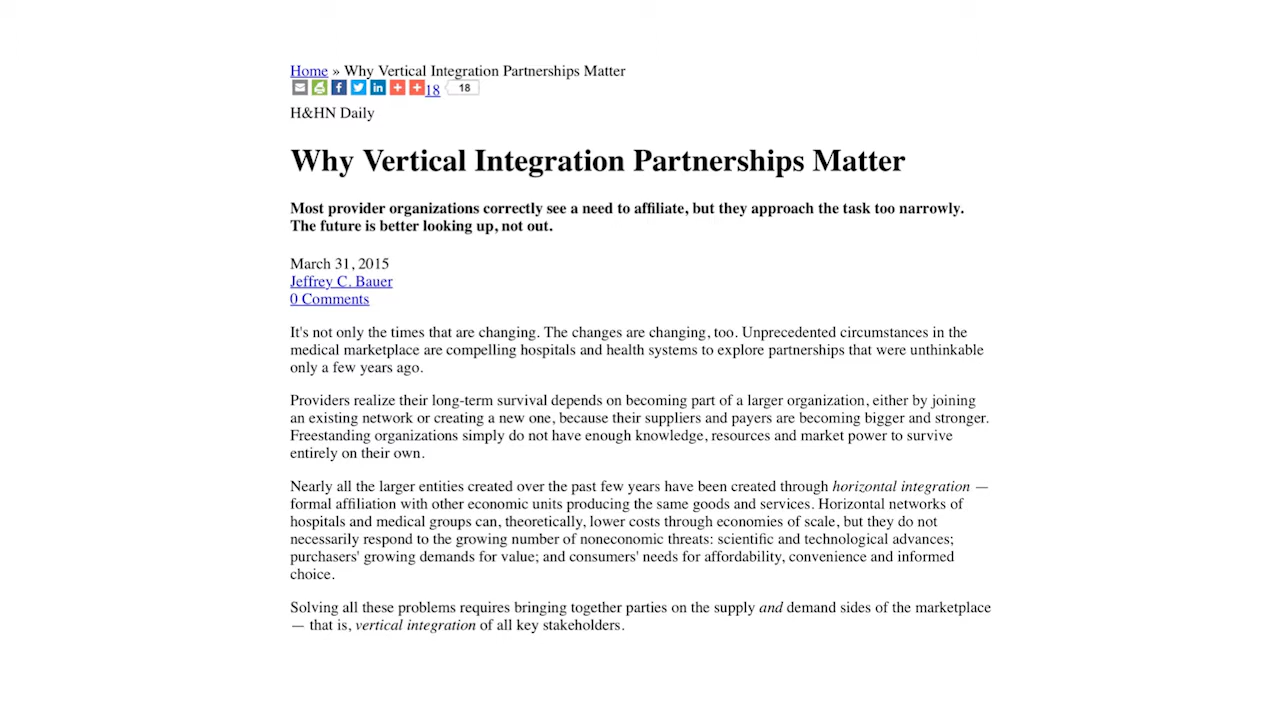 Home » Why Vertical Integration Partnerships Matter
18 18
H&HN Daily
Why Vertical Integration Partnerships Matter
Most provider organizations correctly see a need to affiliate, but they approach the task too narrowly.
The future is better looking up, not out.
March 31, 2015
Jeffrey C. Bauer
0 Comments
It's not only the times that are changing. The changes are changing, too. Unprecedented circumstances in the
medical marketplace are compelling hospitals and health systems to explore partnerships that were unthinkable
only a few years ago.
Providers realize their long-term survival depends on becoming part of a larger organization, either by joining
an existing network or creating a new one, because their suppliers and payers are becoming bigger and stronger.
Freestanding organizations simply do not have enough knowledge, resources and market power to survive
entirely on their own.
Nearly all the larger entities created over the past few years have been created through horizontal integration —
formal affiliation with other economic units producing the same goods and services. Horizontal networks of
hospitals and medical groups can, theoretically, lower costs through economies of scale, but they do not
necessarily respond to the growing number of noneconomic threats: scientific and technological advances;
purchasers' growing demands for value; and consumers' needs for affordability, convenience and informed
choice.
Solving all these problems requires bringing together parties on the supply and demand sides of the marketplace
— that is, vertical integration of all key stakeholders.